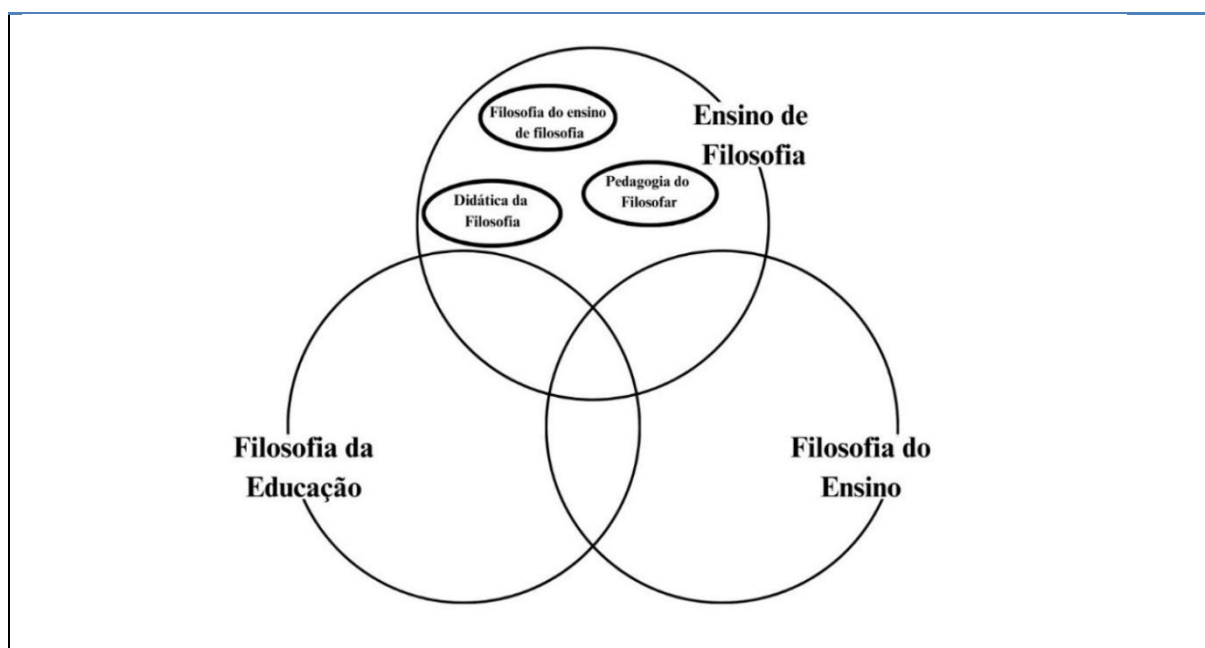 Filosofia do ensino
de filosofia
Ensino de
Filosofia
Pedagogia do
Filosofar
Didática da
Filosofia
Filosofia da
Educação
Filosofia do
Ensino